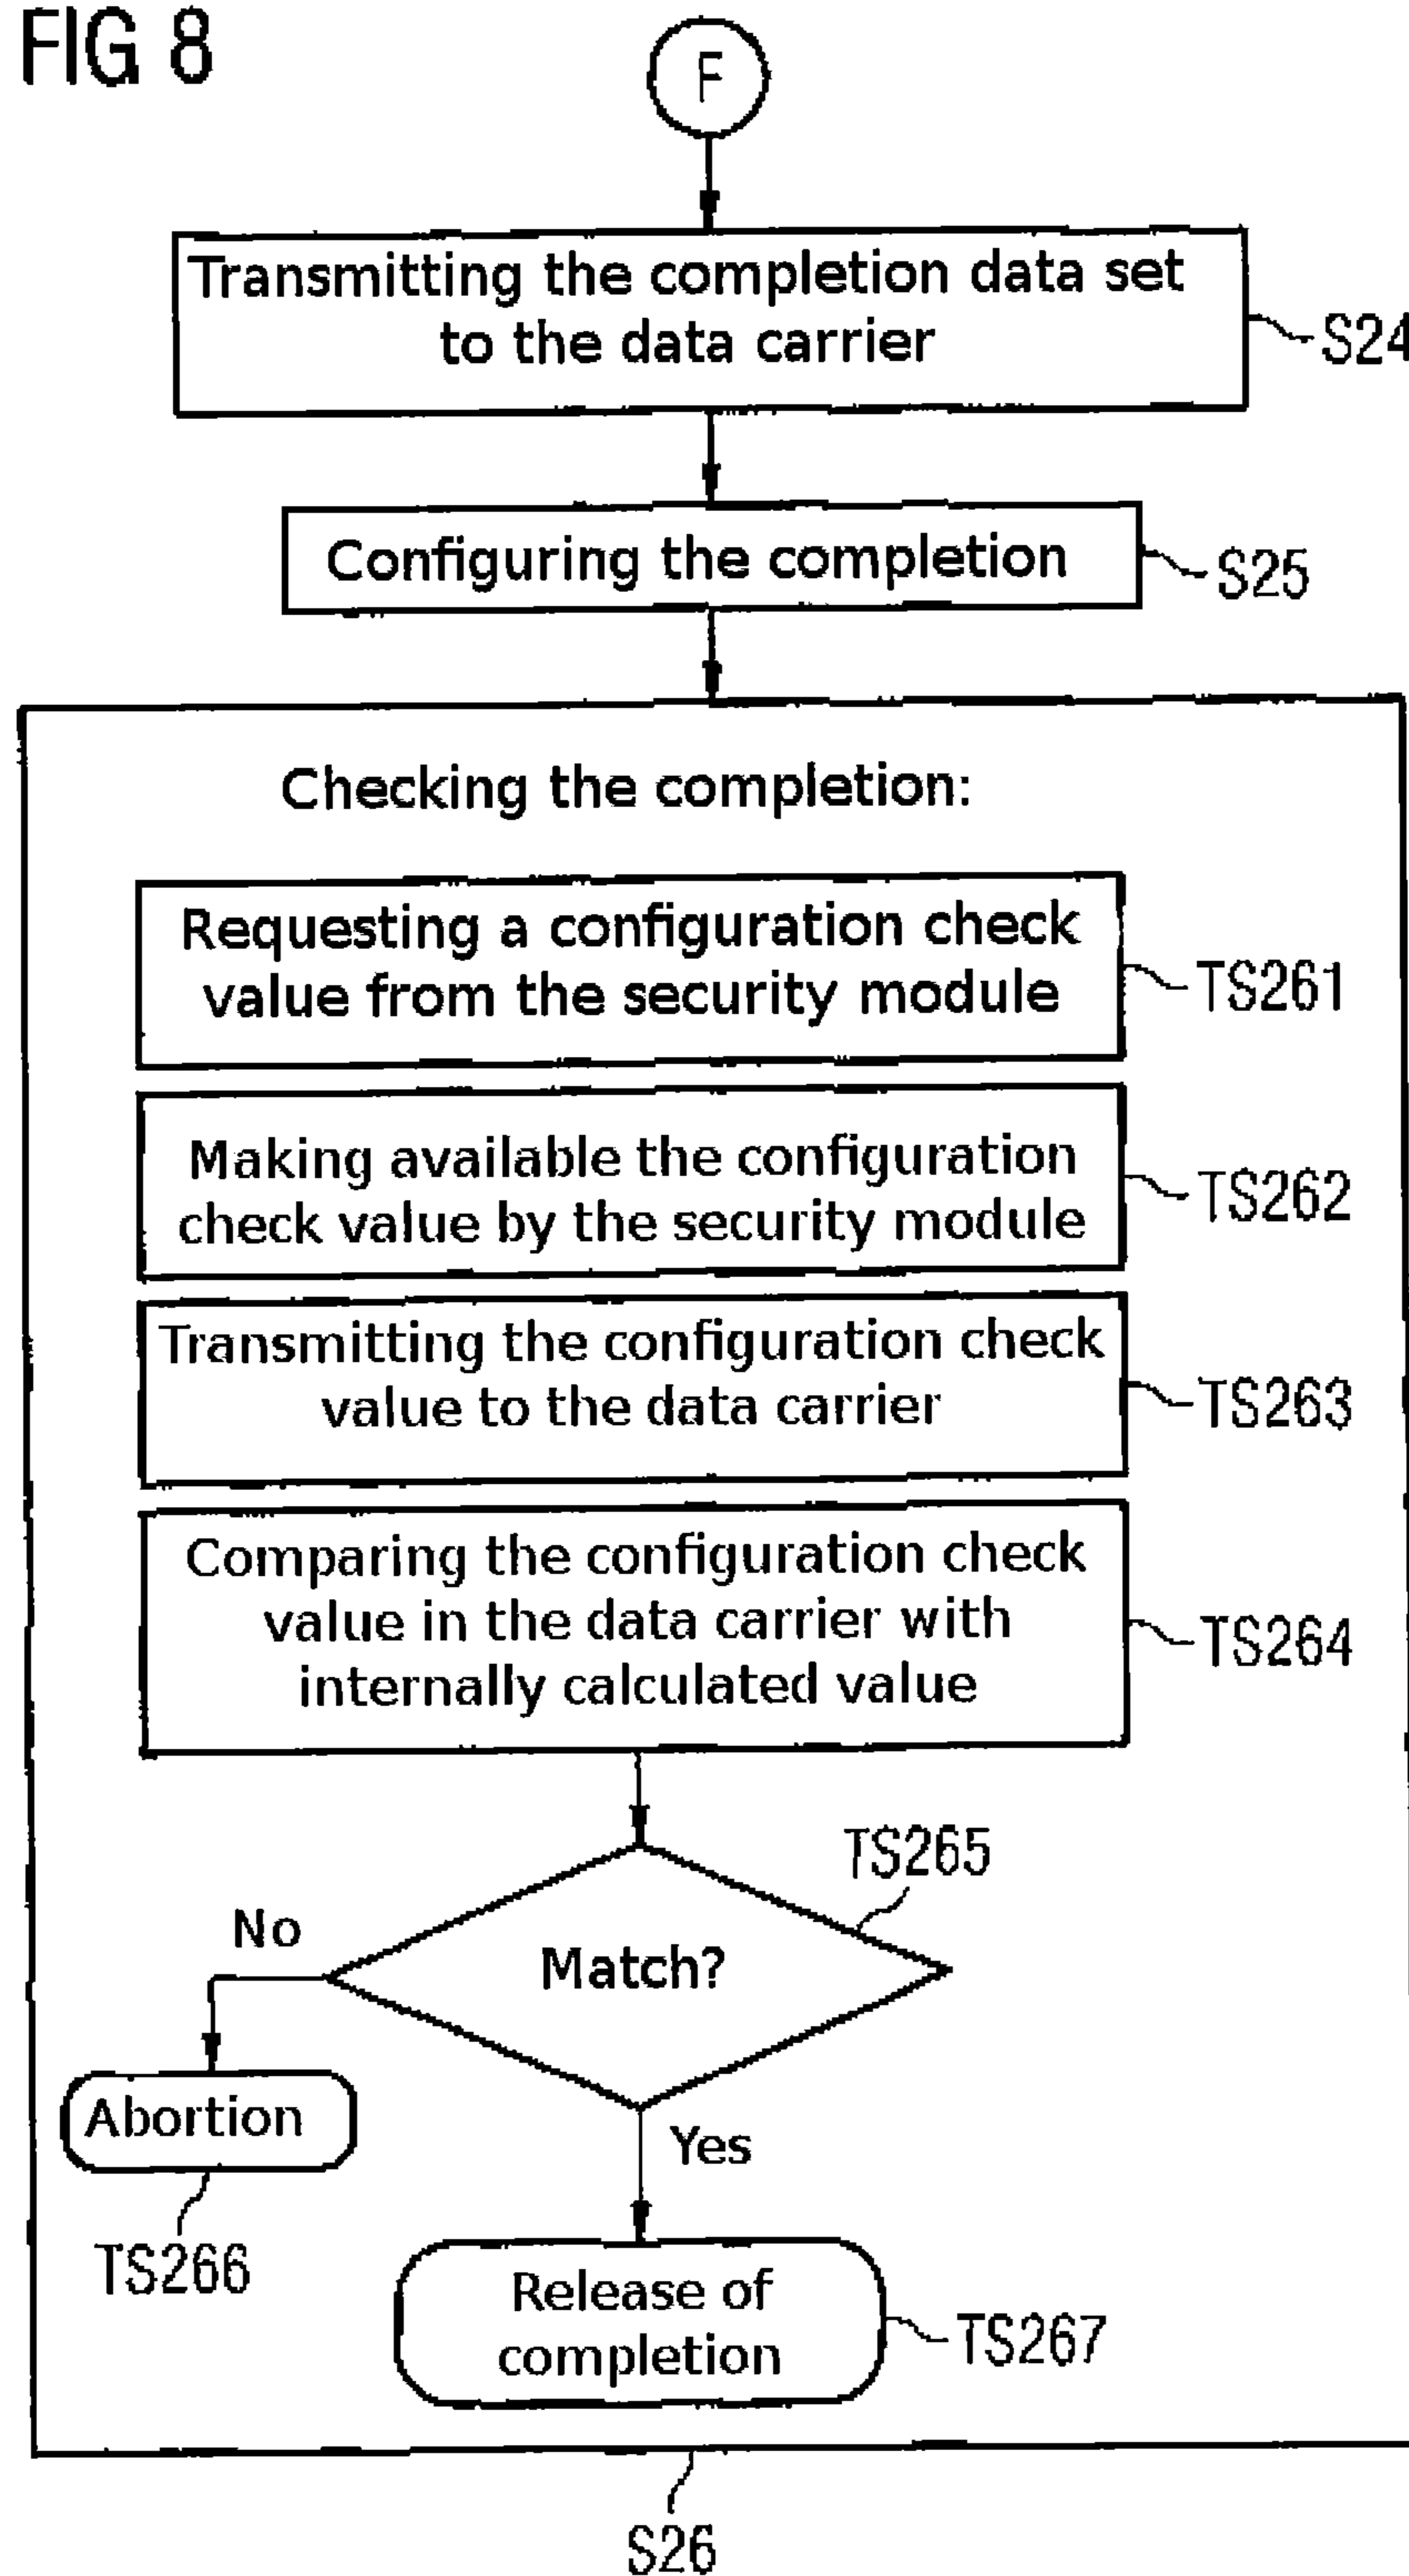 FIG 8
F
Transmitting the completion data set
to the data carrier
S24
Configuring the completion
S25
Checking the completion:
Requesting a configuration check
value from the security module
TS261
Making available the configuration
check value by the security module
TS262
Transmitting the configuration check
value to the data carrier
TS263
Comparing the configuration check
value in the data carrier with
internally calculated value
TS264
TS265
No
Match?
Abortion
Yes
TS266
Release of
completion
TS267
S26